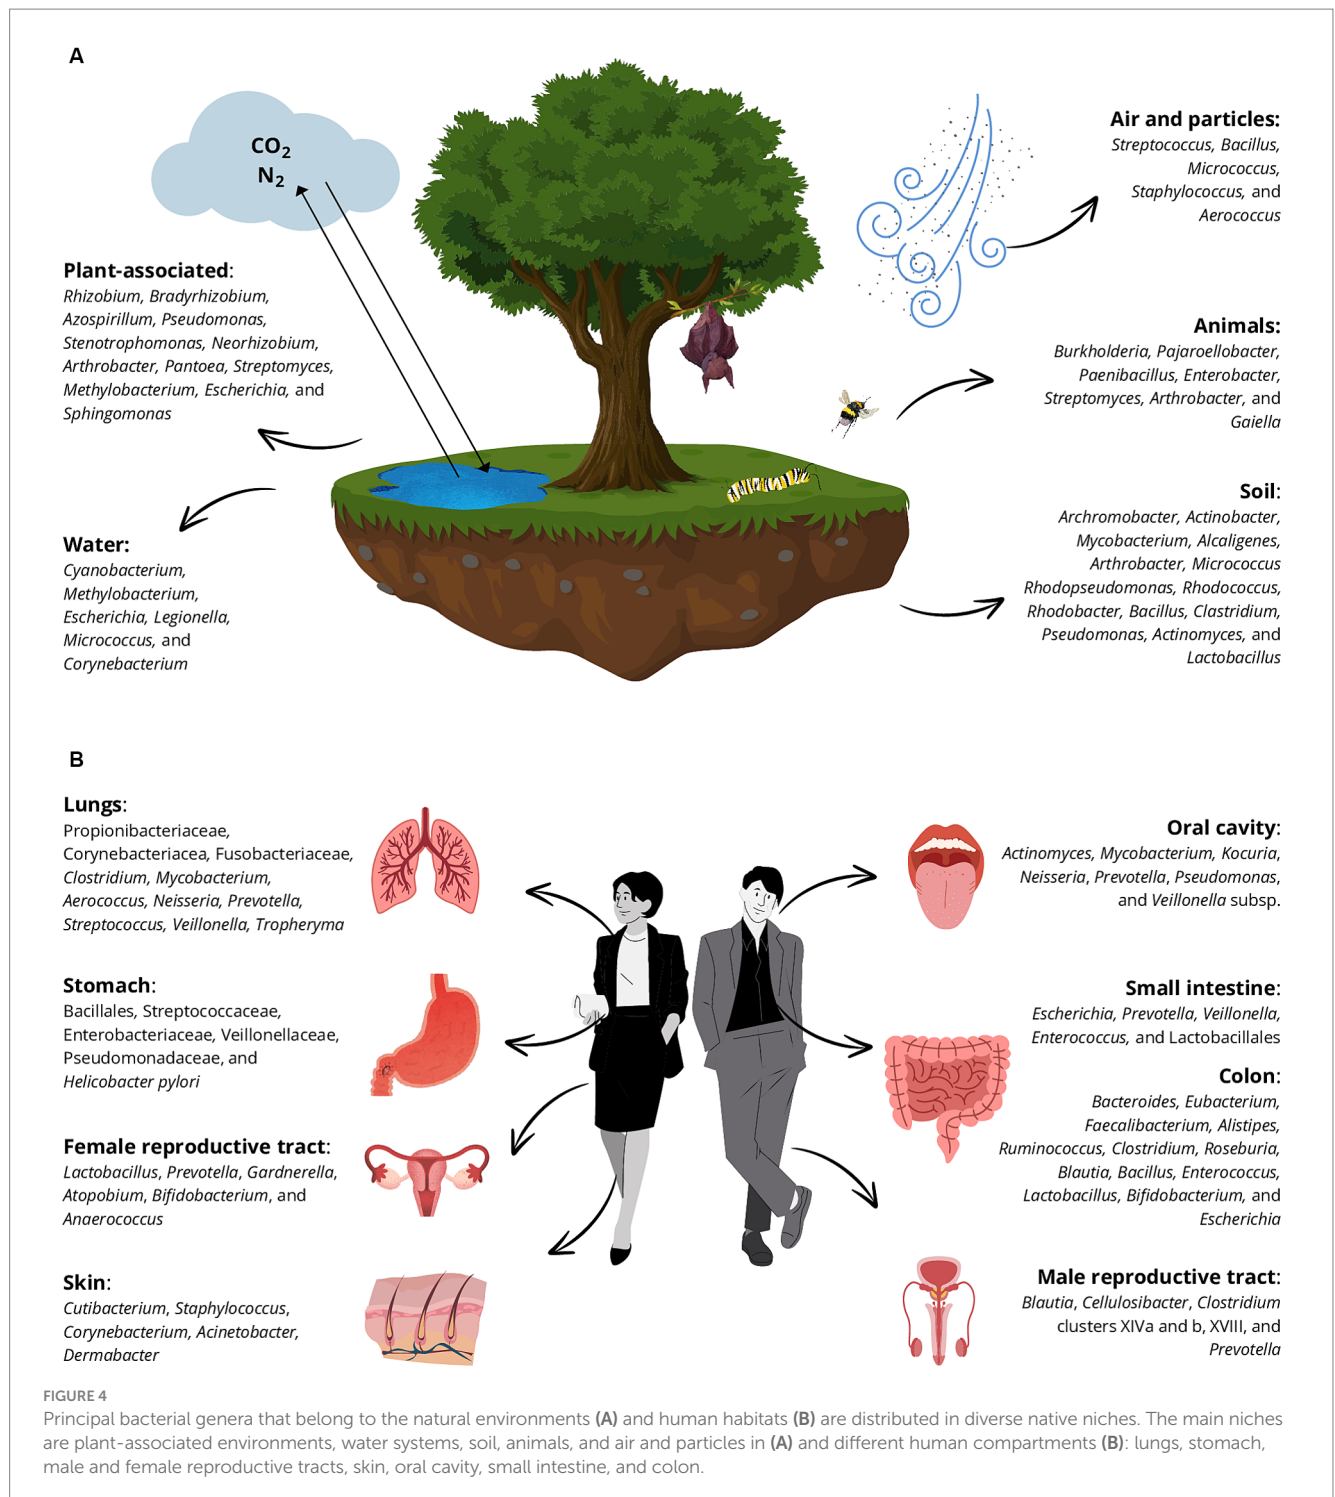 A
CO2
N2
Air and particles:
Streptococcus, Bacillus,
Micrococcus,
Staphylococcus, and
Aerococcus
Plant-associated:
Rhizobium, Bradyrhizobium,
Azospirillum, Pseudomonas,
Stenotrophomonas, Neorhizobium,
Arthrobacter, Pantoea, Streptomyces,
Methylobacterium, Escherichia, and
Sphingomonas
Animals:
Burkholderia, Pajaroellobacter,
Paenibacillus, Enterobacter,
Streptomyces, Arthrobacter, and
Gaiella
Water:
Cyanobacterium,
Methylobacterium,
Escherichia, Legionella,
Micrococcus, and
Corynebacterium
Soil:
Archromobacter, Actinobacter,
Mycobacterium, Alcaligenes,
Arthrobacter, Micrococcus
Rhodopseudomonas, Rhodococcus,
Rhodobacter, Bacillus, Clastridium,
Pseudomonas, Actinomyces, and
Lactobacillus
B
Lungs:
Propionibacteriaceae,
Corynebacteriacea, Fusobacteriaceae,
Clostridium, Mycobacterium,
Aerococcus, Neisseria, Prevotella,
Streptococcus, Veillonella, Tropheryma
Stomach:
Bacillales, Streptococcaceae,
Enterobacteriaceae, Veillonellaceae,
Pseudomonadaceae, and
Helicobacter pylori
Female reproductive tract:
Lactobacillus, Prevotella, Gardnerella,
Atopobium, Bifidobacterium, and
Anaerococcus
Skin:
Cutibacterium, Staphylococcus,
Corynebacterium, Acinetobacter,
Dermabacter
Oral cavity:
Actinomyces, Mycobacterium, Kocuria,
Neisseria, Prevotella, Pseudomonas,
and Veillonella subsp.
Small intestine:
Escherichia, Prevotella, Veillonella,
Enterococcus, and Lactobacillales
Colon:
Bacteroides, Eubacterium,
Faecalibacterium, Alistipes,
Ruminococcus, Clostridium, Roseburia,
Blautia, Bacillus, Enterococcus,
Lactobacillus, Bifidobacterium, and
Escherichia
Male reproductive tract:
Blautia, Cellulosibacter, Clostridium
clusters XIVa and b, XVIII, and
Prevotella
FIGURE 4
Principal bacterial genera that belong to the natural environments (A) and human habitats (B) are distributed in diverse native niches. The main niches
are plant-associated environments, water systems, soil, animals, and air and particles in (A) and different human compartments (B): lungs, stomach,
male and female reproductive tracts, skin, oral cavity, small intestine, and colon.